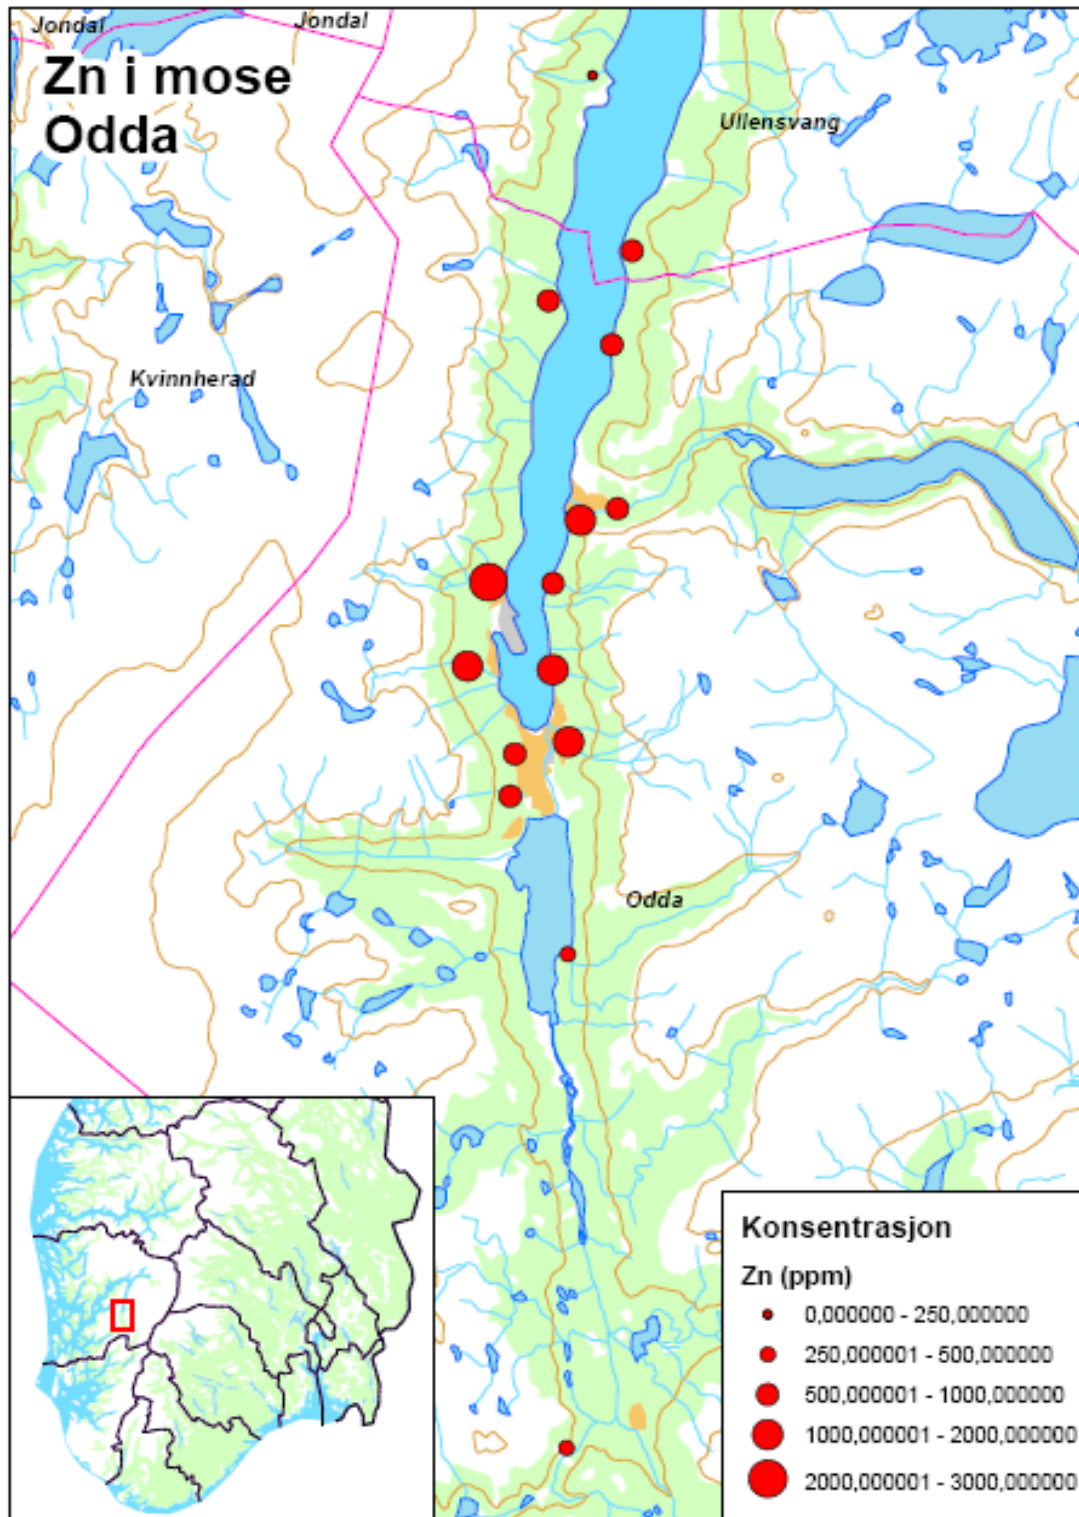 Jondal
Jondal
Zn i mose
Odda
Ullensvang
Kvinnherad
Odda
Konsentrasjon
Zn (ppm)
0,000000 - 250,000000
250,000001 - 500,000000
500,000001 - 1000,000000
1000,000001 - 2000,000000
2000,000001 - 3000,000000